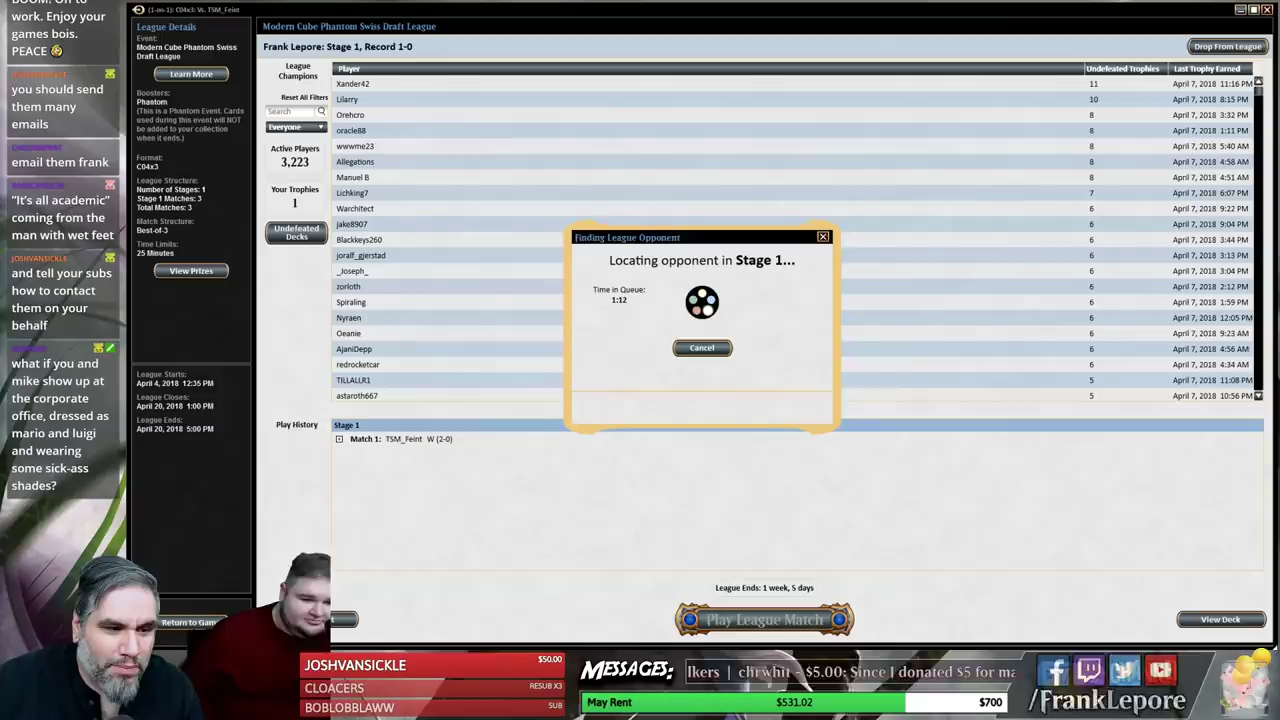 BOOM. Off to
work. Enjoy your
games bois.
PEACE
JOSHVANSICKLE
you should
send them
many
emails
email them frank
"It's all academic"
coming from the
man with wet feet
JOSHVANSICKLE
and tell your subs
how to contact
them on your
behalf
what if you and
mike show up at
the corporate
office, dressed as
mario and luigi
and wearing
some sick-ass
shades?
(1-on-1): C04x3: Vs. TSM_Feint
League Details
Event:
Modern Cube Phantom Swiss
Draft League
Learn More
Boosters:
Phantom
(This is a Phantom Event. Cards
used during this event will NOT
be added to your collection
when it ends.)
Format:
C04x3
League Structure:
Number of Stages: 1
Stage 1 Matches: 3
Total Matches: 3
Match Structure:
Best-of-3
Time Limits:
25 Minutes
View Prizes
League Starts:
April 4, 2018 12:35 PM
League Closes:
April 20, 2018 1:00 PM
League Ends:
April 20, 2018 5:00 PM
Return to Gam
Modern Cube Phantom Swiss Draft League
Frank Lepore: Stage 1, Record 1-0
Drop From League
League
Champions
Reset All Filters
Search
Everyone
Active Players
3,223
Your Trophies
1
Undefeated
Decks
Player Undefeated Trophies Last Trophy Earned
Xander42 11 April 7, 2018 11:16 PM
Lilarry 10 April 7, 2018 8:15 PM
Orehcro 8 April 7, 2018 3:32 PM
oracle88 8 April 7, 2018 1:11 PM
wwwme23 8 April 7, 2018 5:40 AM
Allegations 8 April 7, 2018 4:58 AM
Manuel B 8 April 7, 2018 4:51 AM
Lichking7 7 April 7, 2018 6:07 PM
Warchitect 6 April 7, 2018 9:22 PM
jake8907 6 April 7, 2018 9:04 PM
Blackkeys260 6 April 7, 2018 3:44 PM
joralf_gjerstad 6 April 7, 2018 3:13 PM
_Joseph_ 6 April 7, 2018 3:04 PM
zorloth 6 April 7, 2018 2:12 PM
Spiraling 6 April 7, 2018 1:59 PM
Nyraen 6 April 7, 2018 12:05 PM
Oeanie 6 April 7, 2018 9:23 AM
AjaniDepp 6 April 7, 2018 4:56 AM
redrocketcar 6 April 7, 2018 4:34 AM
TILLALLR1 5 April 7, 2018 11:08 PM
astaroth667 5 April 7, 2018 10:56 PM
Finding League Opponent
Locating opponent in Stage 1...
Time in Queue:
1:12
Cancel
Play History
Stage 1
Match 1: TSM_Feint W (2-0)
League Ends: 1 week, 5 days
Play League Match
View Deck
JOSHVANSICKLE $50.00
CLOACERS RESUB X3
BOBLOBBLAWW SUB
MESSAGES:
lkers | chrwhit - $5.00: Since I donated $5 for ma
May Rent $531.02 $700
/FrankLepore